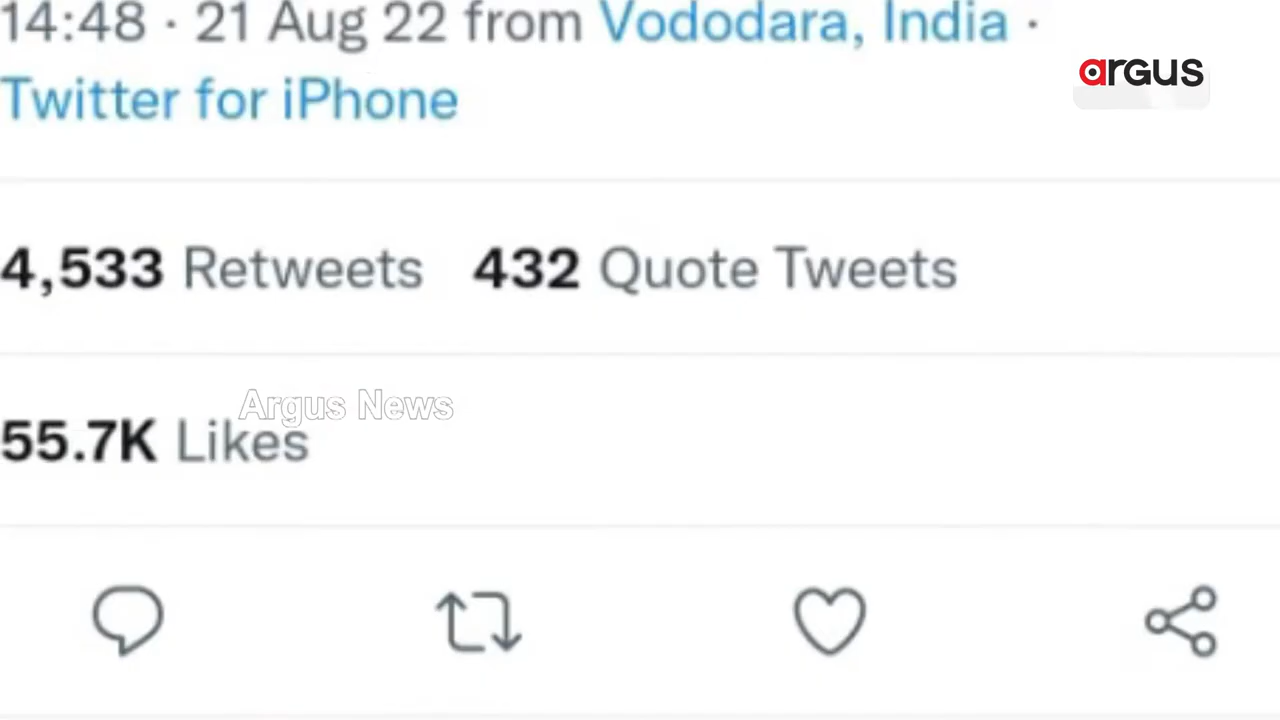 14:48 · 21 Aug 22 from Vododara, India ·
argus
Twitter for iPhone
4,533 Retweets 432 Quote Tweets
Argus News
55.7K Likes